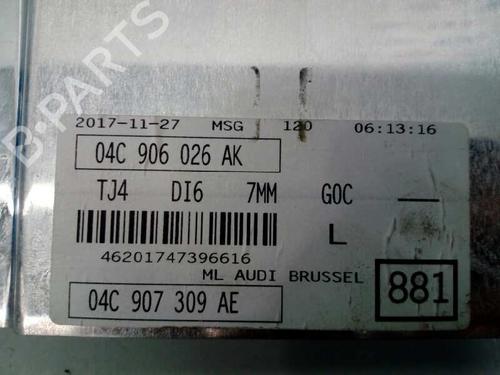 B-PARTS
2017-11-27 MSG 120 06:13:16
04C 906 026 AK
TJ4 DI6 7MM G0C —
L
46201747396616
ML AUDI BRUSSEL
881
04C 907 309 AE